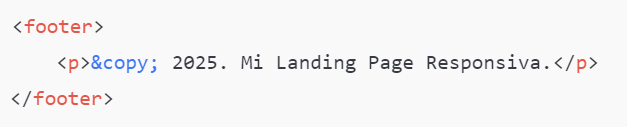 <footer>
    <p>&copy; 2025. Mi Landing Page Responsiva.</p>
</footer>